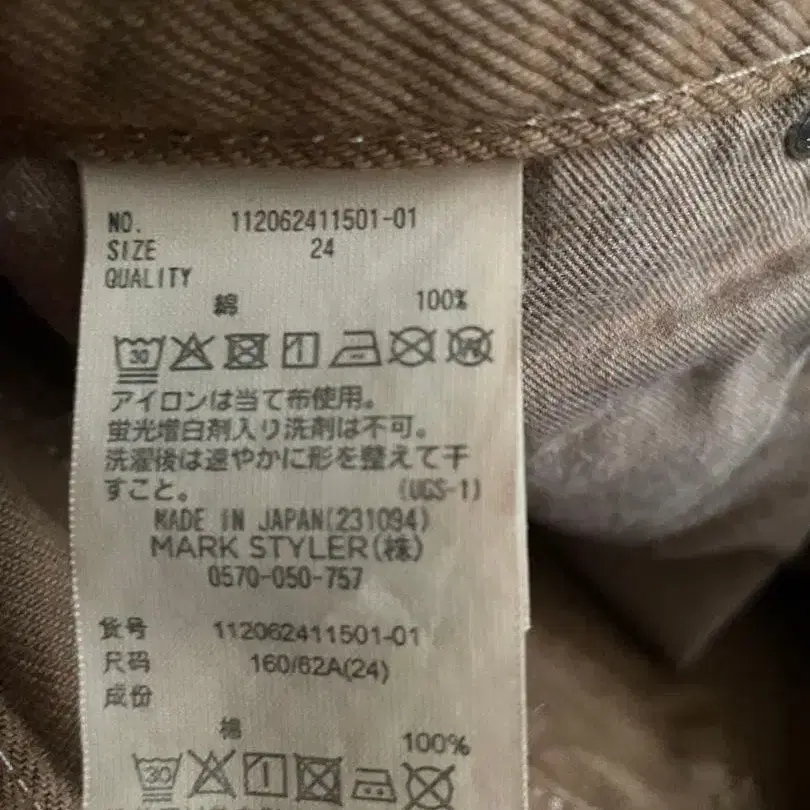 NO. 112062411501-01
SIZE 24
QUALITY
綿 100%
30
アイロンは当て布使用。
蛍光増白剤入り洗剤は不可。
洗濯後は速やかに形を整えて干
すこと。 (UGS-1)
MADE IN JAPAN(231094)
MARK STYLER(株)
0570-050-757
货号 112062411501-01
尺码 160/62A(24)
成份
棉 100%
30